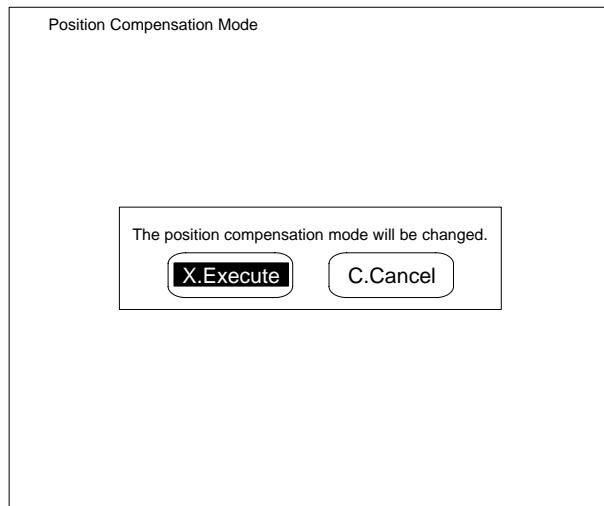 Position Compensation Mode
The position compensation mode will be changed.
X.Execute C.Cancel